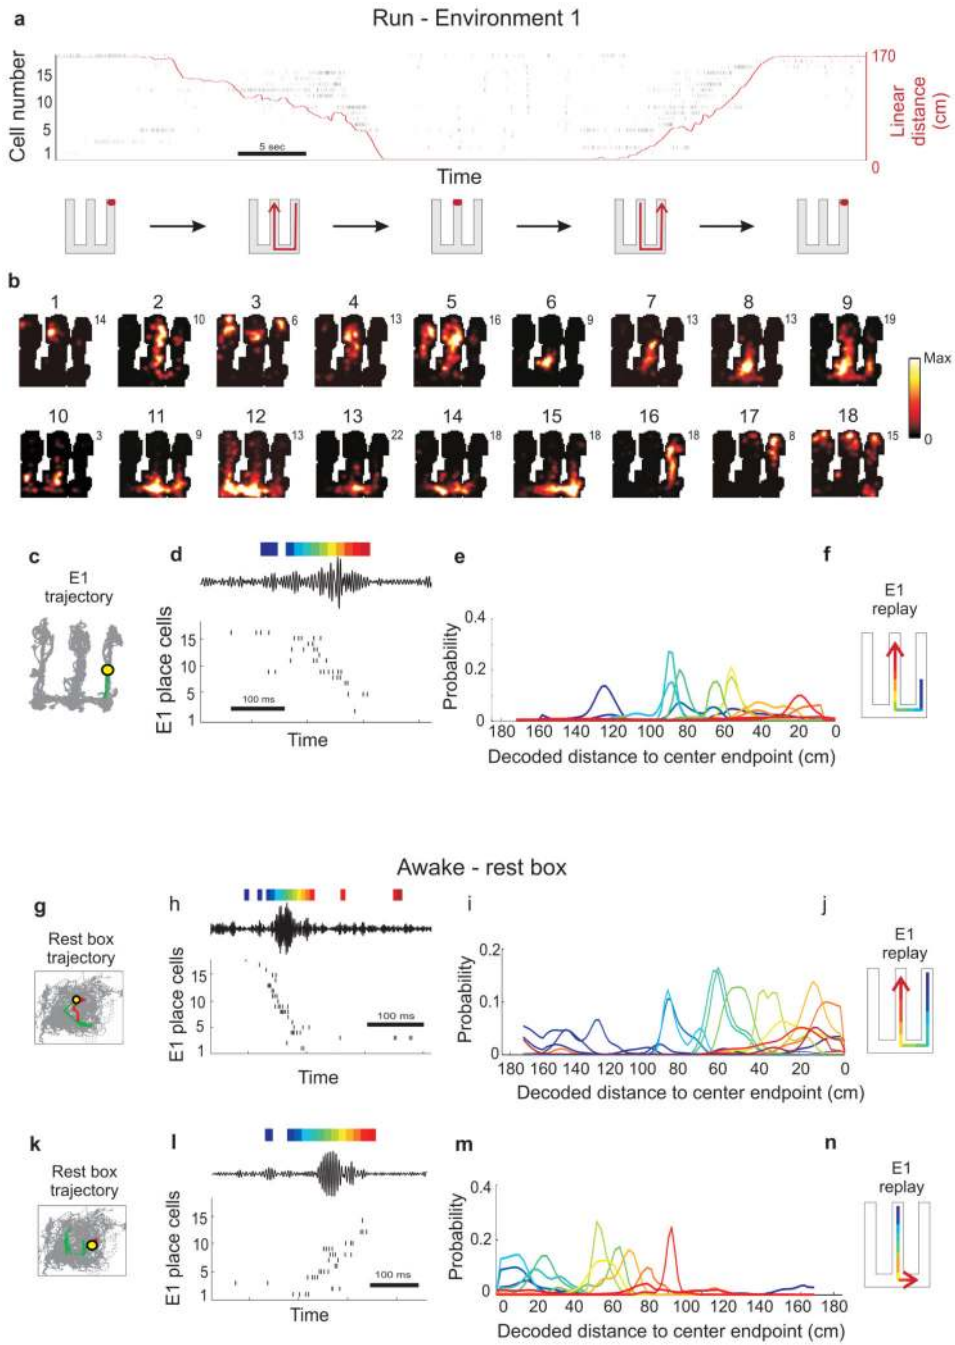 a
Run - Environment 1
Cell number
15
10
5
1
5 sec
170
0
Linear
distance
(cm)
Time
b
1 2 3 4 5 6 7 8 9
14 10 6 13 16 9 13 13 19
Max
0
10 11 12 13 14 15 16 17 18
3 9 13 22 18 18 18 8 15
c
E1
trajectory
d
E1 place cells
15
10
5
1
100 ms
Time
e
Probability
0.4
0.2
0
180 160 140 120 100 80 60 40 20 0
Decoded distance to center endpoint (cm)
f
E1
replay
Awake - rest box
g
Rest box
trajectory
h
E1 place cells
15
10
5
1
100 ms
Time
i
Probability
0.2
0.1
0
180 160 140 120 100 80 60 40 20 0
Decoded distance to center endpoint (cm)
j
E1
replay
k
Rest box
trajectory
l
E1 place cells
15
10
5
1
100 ms
Time
m
Probability
0.4
0.2
0
0 20 40 60 80 100 120 140 160 180
Decoded distance to center endpoint (cm)
n
E1
replay